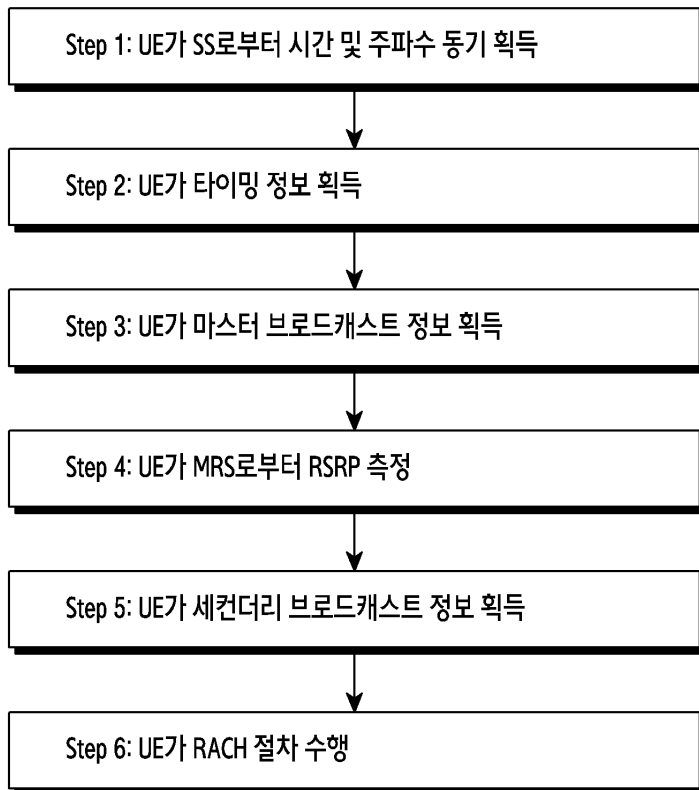 Step 1: UE가 SS로부터 시간 및 주파수 동기 획득
Step 2: UE가 타이밍 정보 획득
Step 3: UE가 마스터 브로드캐스트 정보 획득
Step 4: UE가 MRS로부터 RSRP 측정
Step 5: UE가 세컨더리 브로드캐스트 정보 획득
Step 6: UE가 RACH 절차 수행